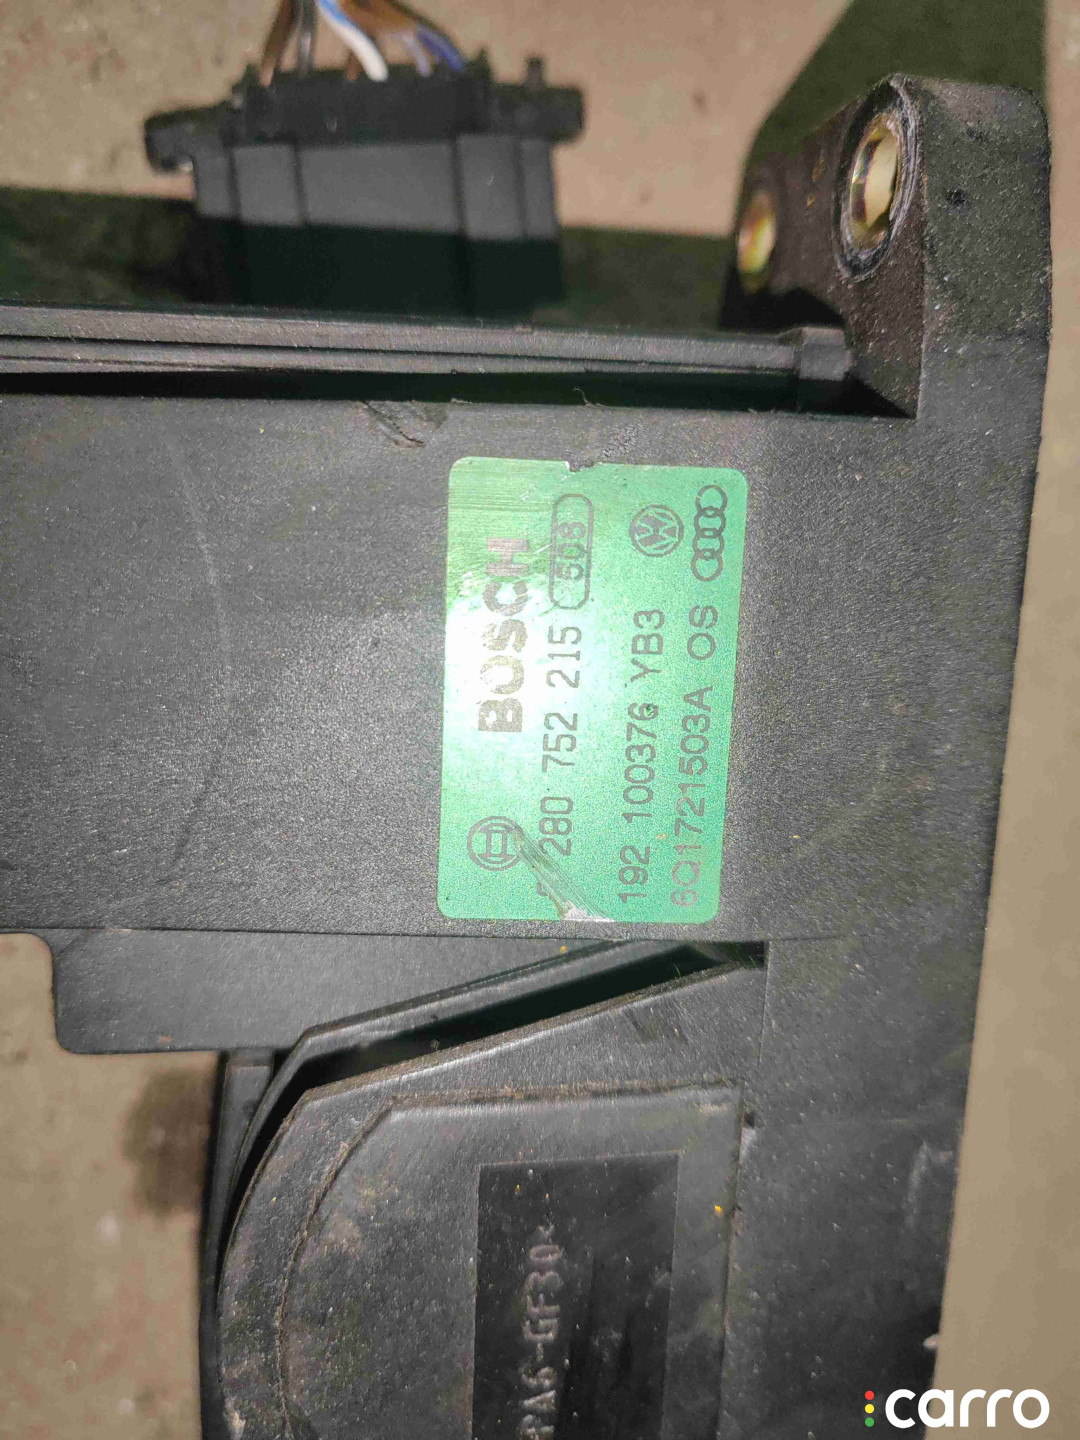 BOSCH
280 752 215 508
192 100376 YB3
6Q1721503A OS
PA6-GF30<
carro